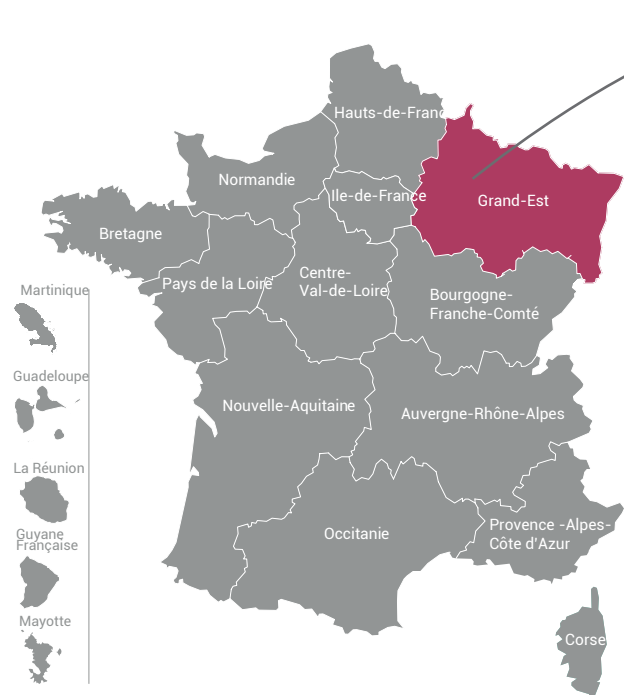 Hauts-de-Franc
Normandie
Ile-de-France
Grand-Est
Bretagne
Pays de la Loire
Centre-
Val-de-Loire
Bourgogne-
Franche-Comté
Martinique
Guadeloupe
Nouvelle-Aquitaine
Auvergne-Rhône-Alpes
La Réunion
Guyane
Française
Occitanie
Provence -Alpes-
Côte d'Azur
Mayotte
Corse